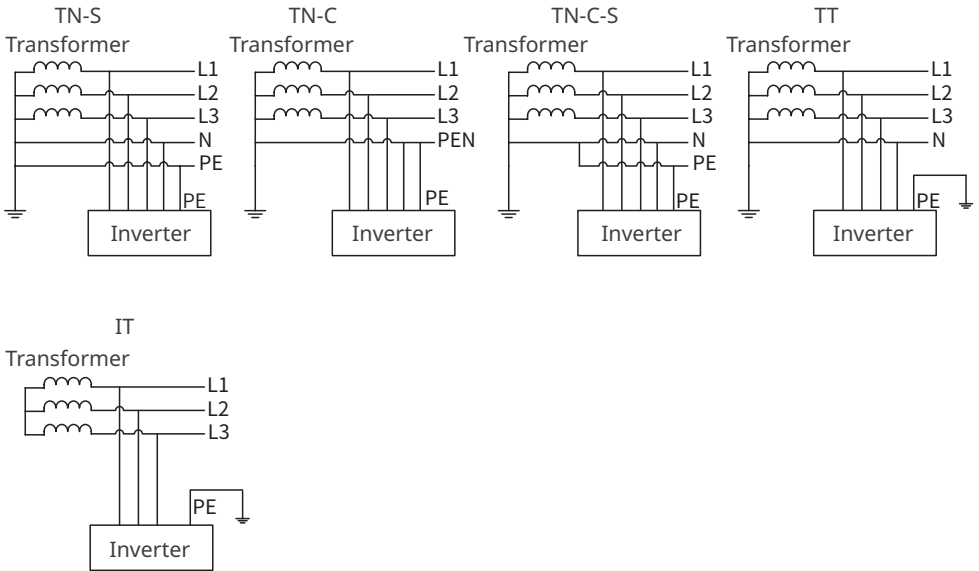 TN-S
Transformer
L1
L2
L3
N
PE
PE
Inverter
TN-C
Transformer
L1
L2
L3
PEN
PE
Inverter
TN-C-S
Transformer
L1
L2
L3
N
PE
PE
Inverter
TT
Transformer
L1
L2
L3
N
PE
Inverter
IT
Transformer
L1
L2
L3
PE
Inverter